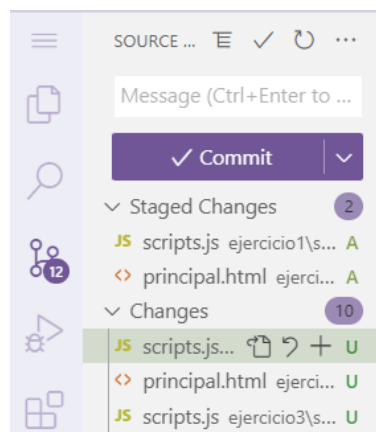 SOURCE ...
Message (Ctrl+Enter to ...
Commit
Staged Changes 2
JS scripts.js ejercicio1\s... A
<> principal.html ejerci... A
12
Changes 10
JS scripts.js... U
<> principal.html ejerci... U
JS scripts.js ejercicio3\s... U